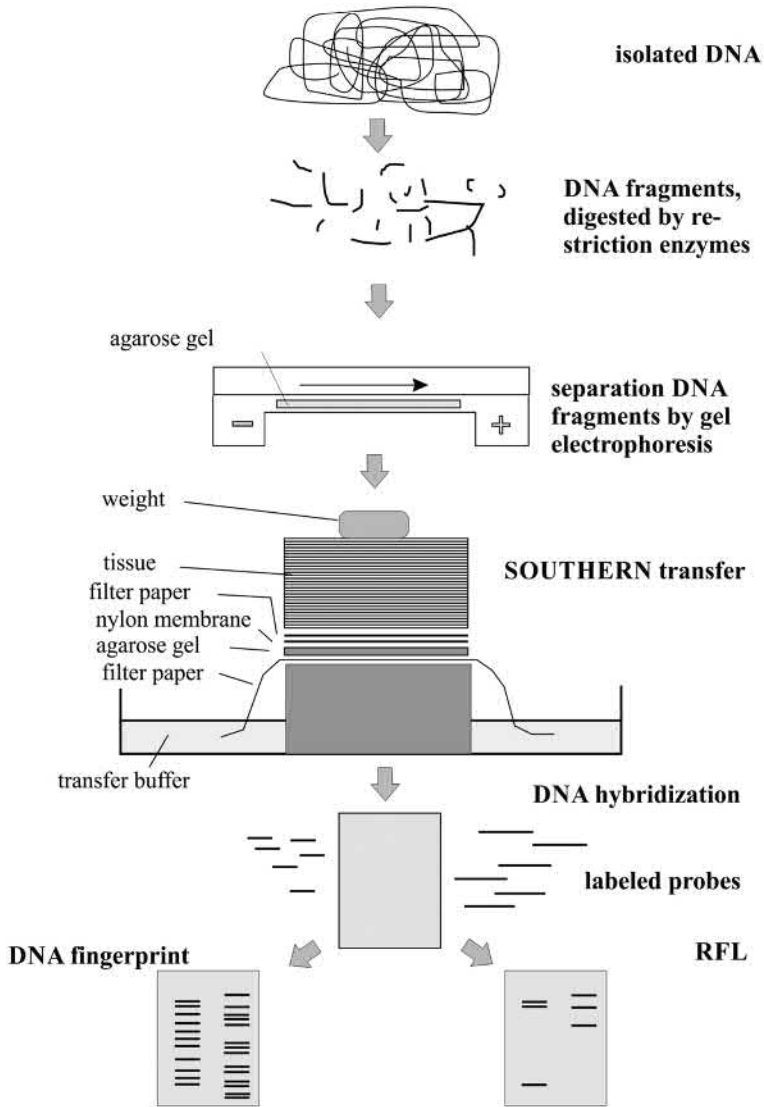 isolated DNA
DNA fragments,
digested by re-
striction enzymes
agarose gel
separation DNA
fragments by gel
electrophoresis
weight
SOUTHERN transfer
tissue
filter paper
nylon membrane
agarose gel
filter paper
transfer buffer
DNA hybridization
labeled probes
DNA fingerprint
RFL